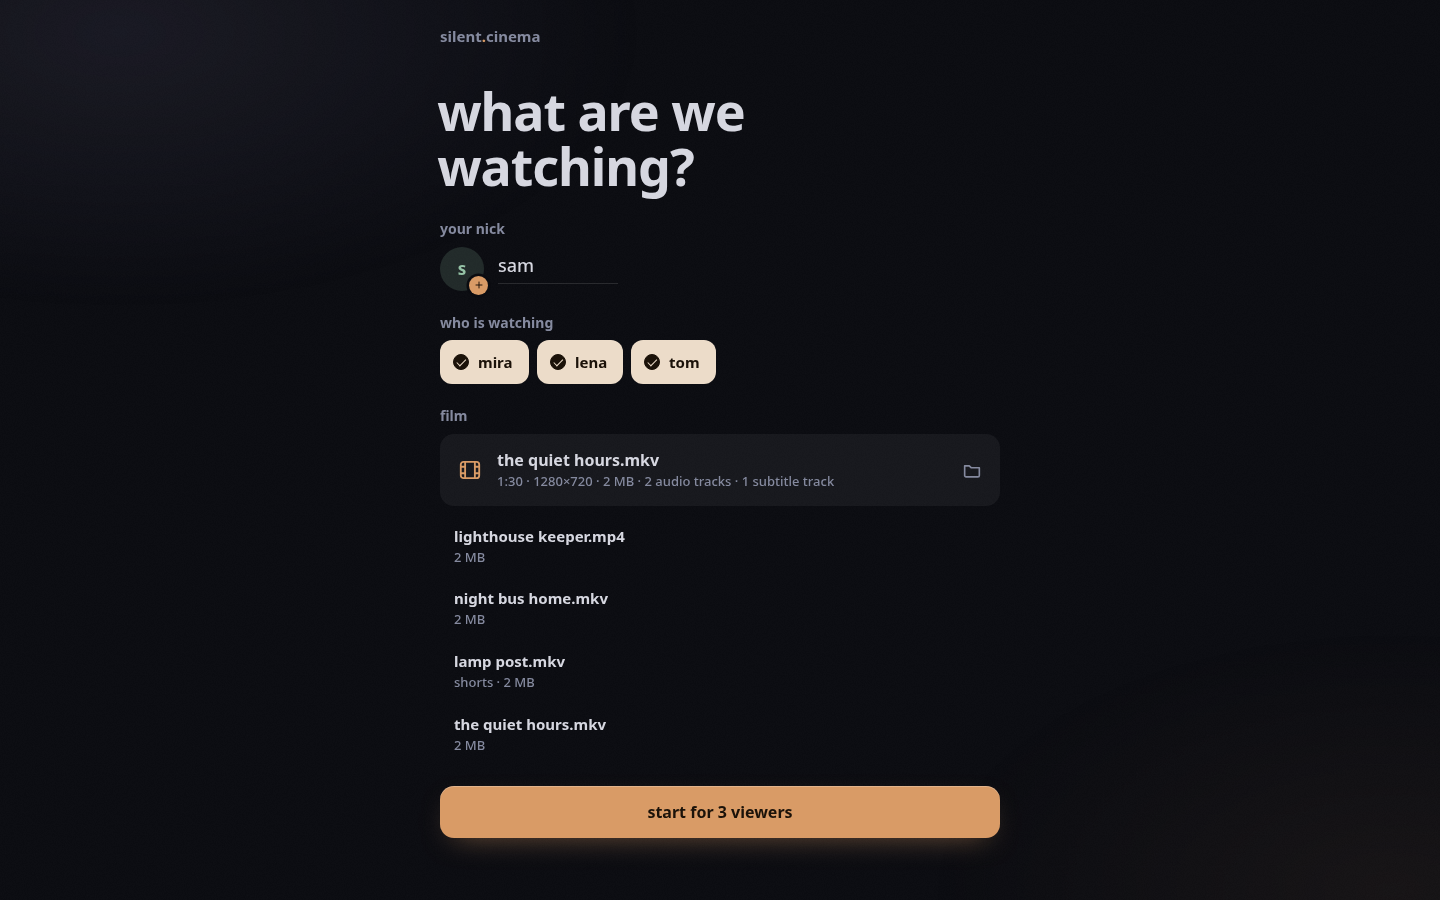 silent.cinema
what are we
watching?
your nick
s
+
sam
who is watching
mira lena tom
film
the quiet hours.mkv
1:30 · 1280×720 · 2 MB · 2 audio tracks · 1 subtitle track
lighthouse keeper.mp4
2 MB
night bus home.mkv
2 MB
lamp post.mkv
shorts · 2 MB
the quiet hours.mkv
2 MB
start for 3 viewers